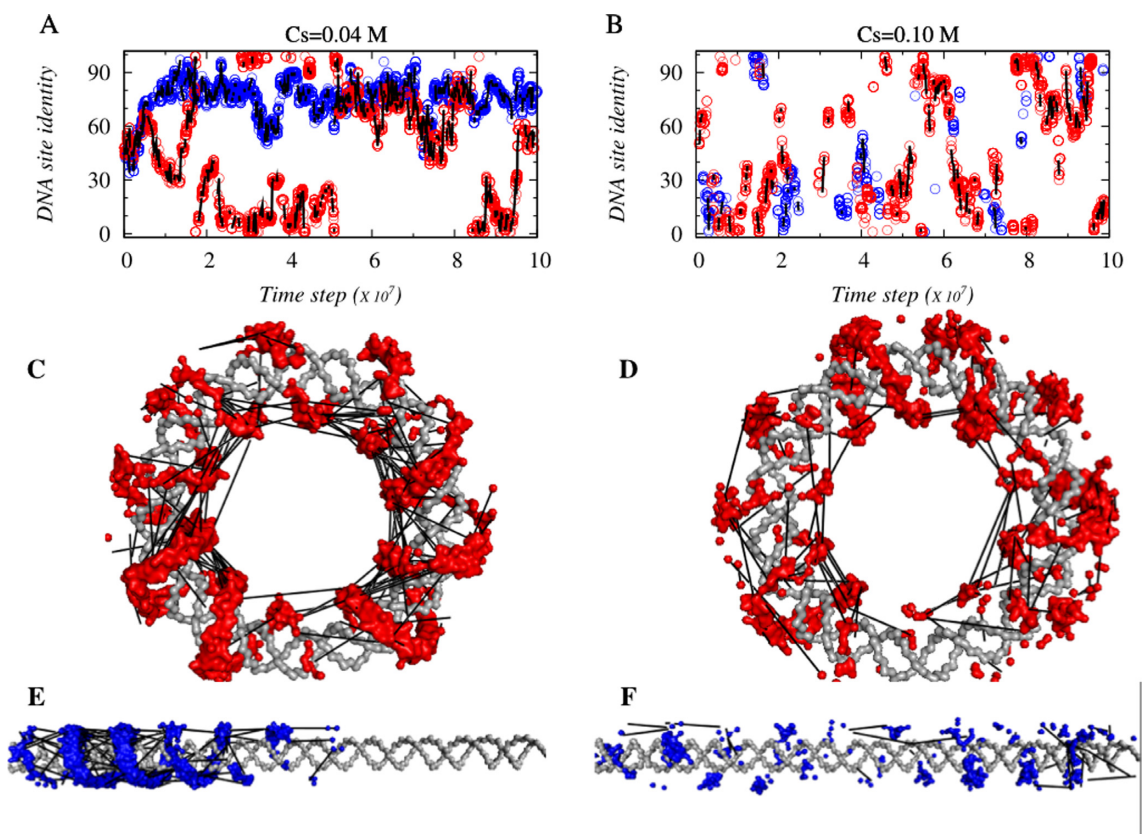 A
Cs=0.04 M
DNA site identity
90
60
30
0
0 2 4 6 8 10
Time step (x 10⁷)
B
Cs=0.10 M
DNA site identity
90
60
30
0
0 2 4 6 8 10
Time step (x 10⁷)
C
D
E
F